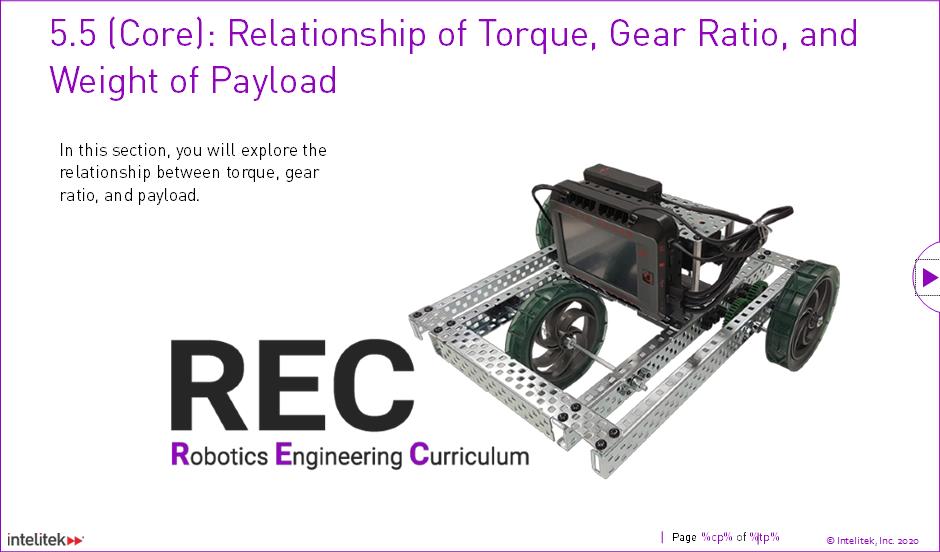 5.5 (Core): Relationship of Torque, Gear Ratio, and
Weight of Payload
In this section, you will explore the
relationship between torque, gear
ratio, and payload.
REC
Robotics Engineering Curriculum
intelitek
Page %cp% of %tp%
© Intelitek, Inc. 2020